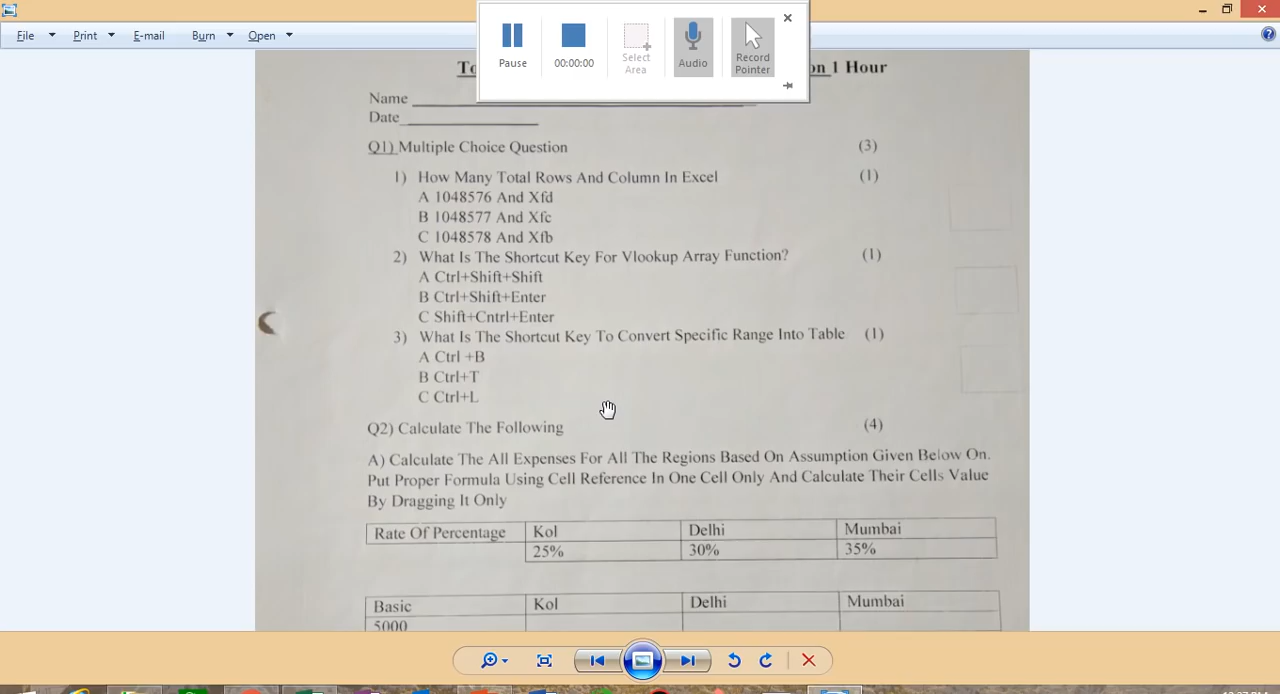 File Print E-mail Burn Open
Pause 00:00:00 Select Area Audio Record Pointer
To on 1 Hour
Name
Date
Q1) Multiple Choice Question (3)
1) How Many Total Rows And Column In Excel (1)
A 1048576 And Xfd
B 1048577 And Xfc
C 1048578 And Xfb
2) What Is The Shortcut Key For Vlookup Array Function? (1)
A Ctrl+Shift+Shift
B Ctrl+Shift+Enter
C Shift+Cntrl+Enter
3) What Is The Shortcut Key To Convert Specific Range Into Table (1)
A Ctrl +B
B Ctrl+T
C Ctrl+L
Q2) Calculate The Following (4)
A) Calculate The All Expenses For All The Regions Based On Assumption Given Below On.
Put Proper Formula Using Cell Reference In One Cell Only And Calculate Their Cells Value
By Dragging It Only
Rate Of Percentage Kol Delhi Mumbai
25% 30% 35%
Basic Kol Delhi Mumbai
5000